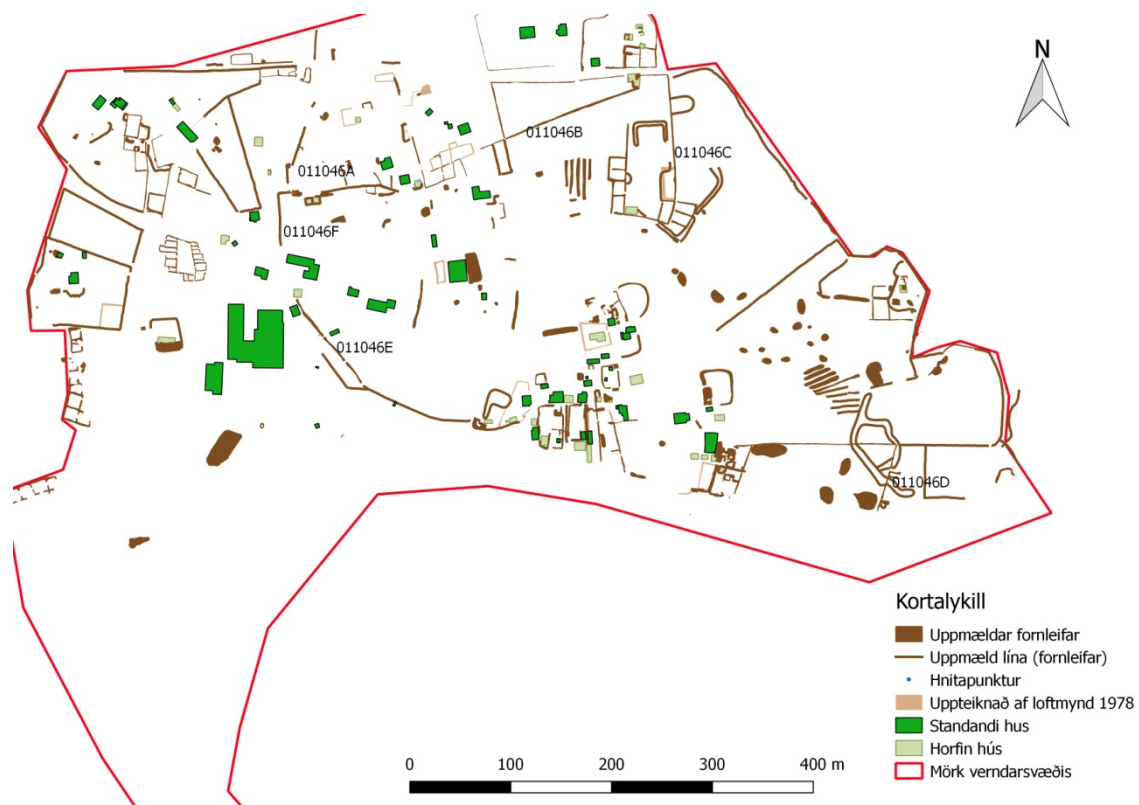 N
011046B
011046C
011046A
011046F
011046E
011046D
Kortalykill
Uppmældar fornleifar
Uppmæld lína (fornleifar)
Hnitapunktur
Uppteiknað af loftmynd 1978
Standandi hus
Horfin hús
Mörk verndarsvæðis
0 100 200 300 400 m